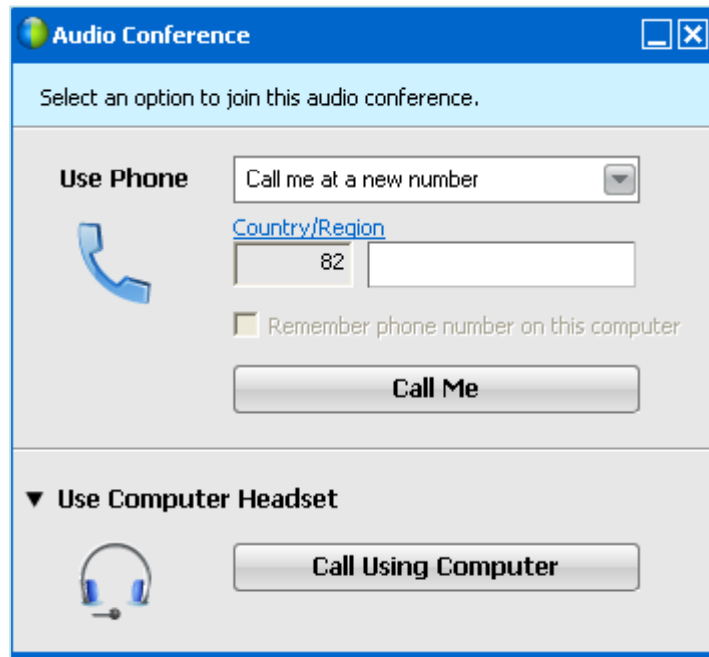 Audio Conference
Select an option to join this audio conference.
Use Phone
Call me at a new number
Country/Region
82
Remember phone number on this computer
Call Me
Use Computer Headset
Call Using Computer